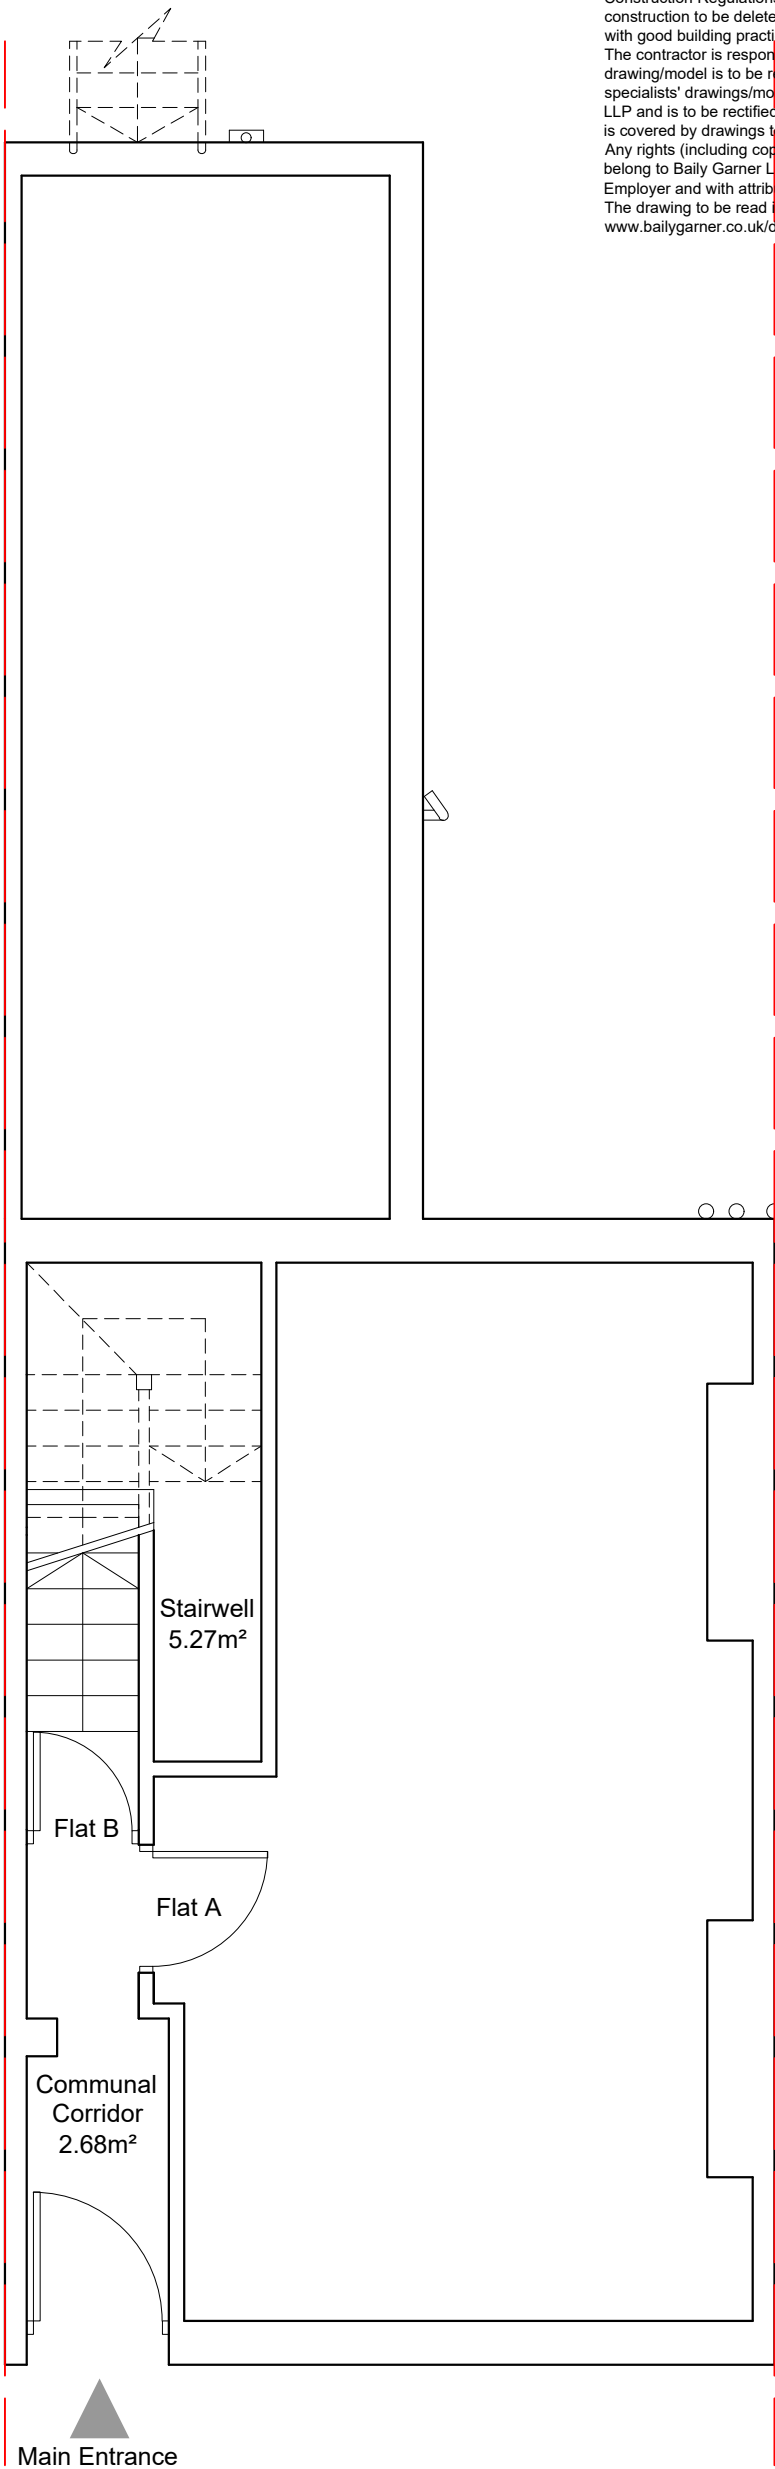 construction to be delete
with good building practi
The contractor is respon
drawing/model is to be r
specialists' drawings/mo
LLP and is to be rectified
is covered by drawings t
Any rights (including cop
belong to Baily Garner L
Employer and with attrib
The drawing to be read i
www.bailygarner.co.uk/d
Stairwell
5.27m²
Flat B
Flat A
Communal
Corridor
2.68m²
Main Entrance